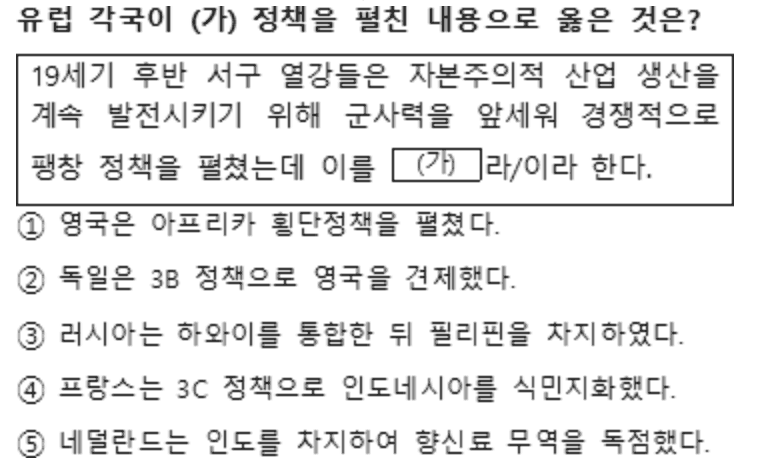 유럽 각국이 (가) 정책을 펼친 내용으로 옳은 것은?
19세기 후반 서구 열강들은 자본주의적 산업 생산을
계속 발전시키기 위해 군사력을 앞세워 경쟁적으로
팽창 정책을 펼쳤는데 이를 (가) 라/이라 한다.
① 영국은 아프리카 횡단정책을 펼쳤다.
② 독일은 3B 정책으로 영국을 견제했다.
③ 러시아는 하와이를 통합한 뒤 필리핀을 차지하였다.
④ 프랑스는 3C 정책으로 인도네시아를 식민지화했다.
⑤ 네덜란드는 인도를 차지하여 향신료 무역을 독점했다.